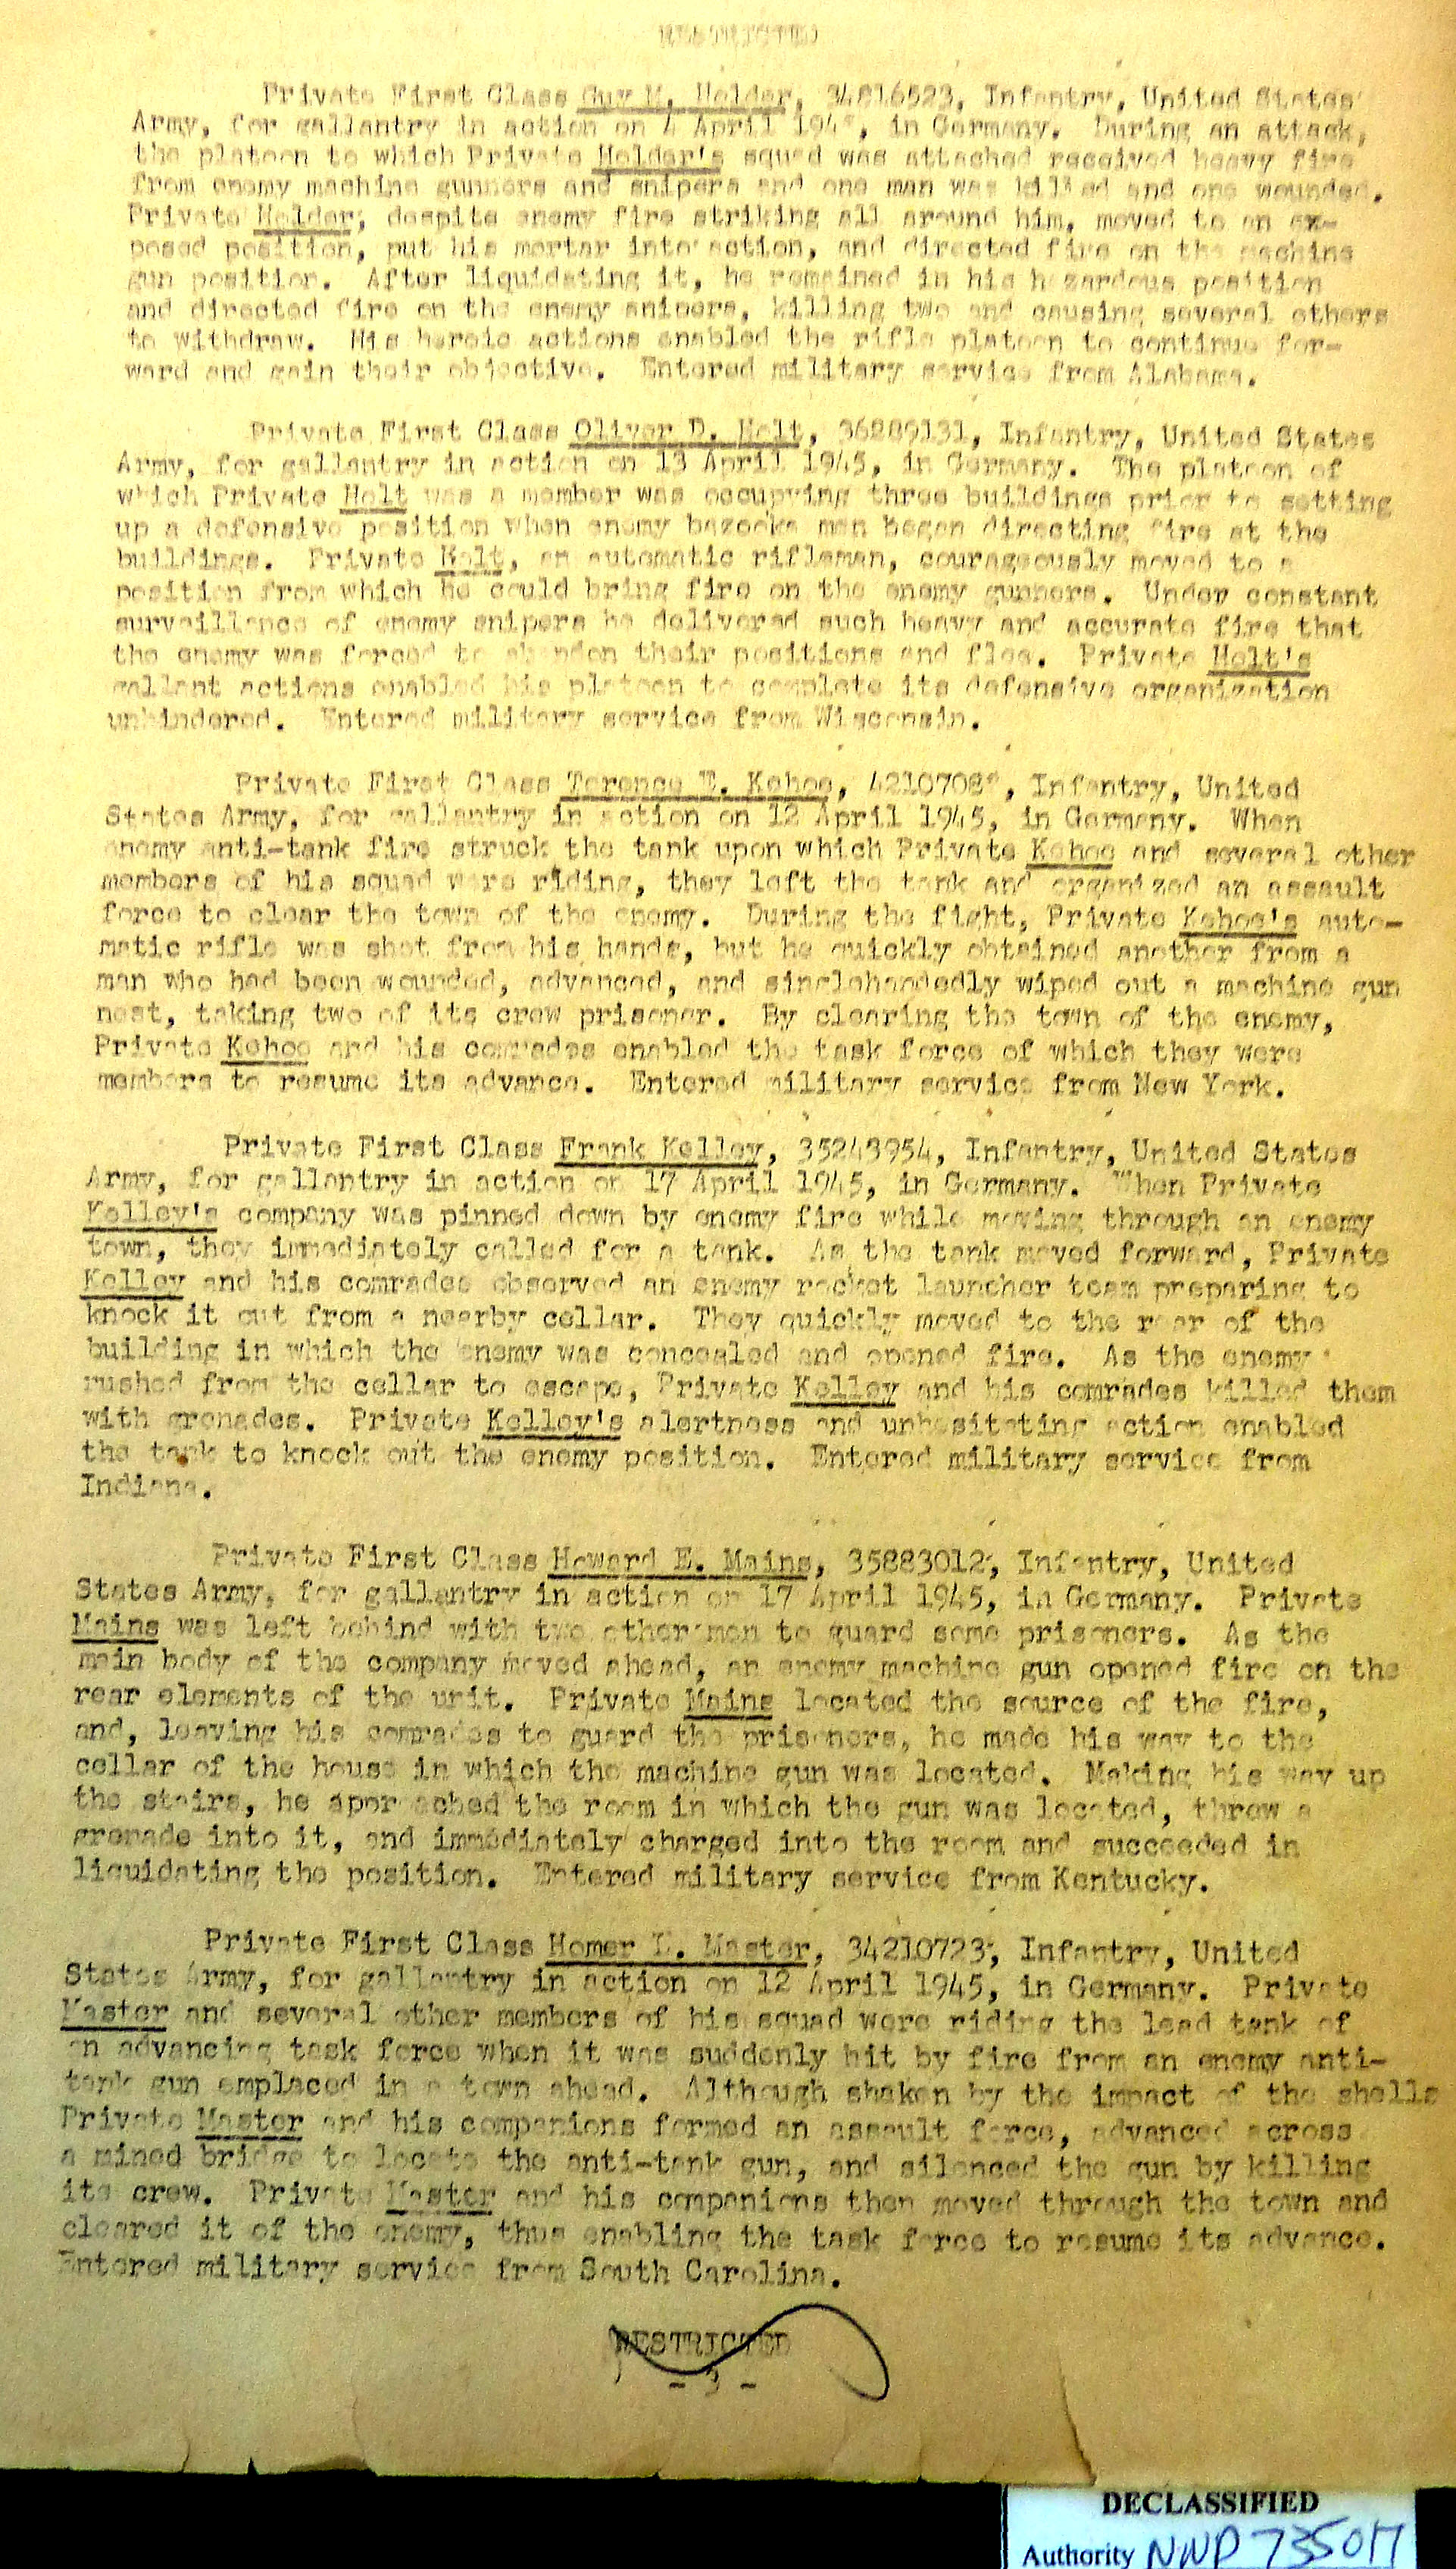 RESTRICTED
Private First Class Guy M. Holder, 34816523, Infantry, United States
Army, for gallantry in action on 4 April 194, in Germany. During an attack,
the platoon to which Private Holder's squad was attached received heavy fire
from enemy machine gunners and snipers and one man was killed and one wounded.
Private Holder, despite enemy fire striking all around him, moved to an ex-
posed position, put his mortar into action, and directed fire on the machine
gun position. After liquidating it, he remained in his hazardous position
and directed fire on the enemy snipers, killing two and causing several others
to withdraw. His heroic actions enabled the rifle platoon to continue for-
ward and gain their objective. Entered military service from Alabama.
Private First Class Oliver D. Holt, 36289131, Infantry, United States
Army, for gallantry in action on 13 April 1945, in Germany. The platoon of
which Private Holt was a member was occupying three buildings prior to setting
up a defensive position when enemy bazooka men began directing fire at the
buildings. Private Holt, an automatic rifleman, courageously moved to a
position from which he could bring fire on the enemy gunners. Under constant
surveillance of enemy snipers he delivered such heavy and accurate fire that
the enemy was forced to abandon their positions and flee. Private Holt's
gallant actions enabled his platoon to complete its defensive organization
unhindered. Entered military service from Wisconsin.
Private First Class Terence E. Kehoe, Infantry, United
States Army, for gallantry in action on 12 April 1945, in Germany. When
enemy anti-tank fire struck the tank upon which Private Kehoe and several other
members of his squad were riding, they left the tank and organized an assault
force to clear the town of the enemy. During the fight, Private Kehoe's auto-
matic rifle was shot from his hands, but he quickly obtained another from a
man who had been wounded, advanced, and singlehandedly wiped out a machine gun
nest, taking two of its crew prisoner. By clearing the town of the enemy,
Private Kehoe and his comrades enabled the task force of which they were
members to resume its advance. Entered military service from New York.
Private First Class Frank Kelley, 35243954, Infantry, United States
Army, for gallantry in action on 17 April 1945, in Germany. When Private
Kelley's company was pinned down by enemy fire while moving through an enemy
town, they immediately called for a tank. As the tank moved forward, Private
Kelley and his comrades observed an enemy rocket launcher team preparing to
knock it out from a nearby cellar. They quickly moved to the rear of the
building in which the enemy was concealed and opened fire. As the enemy
rushed from the cellar to escape, Private Kelley and his comrades killed them
with grenades. Private Kelley's alertness and unhesitating action enabled
the tank to knock out the enemy position. Entered military service from
Indiana.
Private First Class Howard E. Mains, 35883012, Infantry, United
States Army, for gallantry in action on 17 April 1945, in Germany. Private
Mains was left behind with two other men to guard some prisoners. As the
main body of the company moved ahead, an enemy machine gun opened fire on the
rear elements of the unit. Private Mains located the source of the fire,
and, leaving his comrades to guard the prisoners, he made his way to the
cellar of the house in which the machine gun was located. Making his way up
the stairs, he aproached the room in which the gun was located, threw a
grenade into it, and immediately charged into the room and succeeded in
liquidating the position. Entered military service from Kentucky.
Private First Class Homer L. Master, 34210723, Infantry, United
States Army, for gallantry in action on 12 April 1945, in Germany. Private
Master and several other members of his squad were riding the lead tank of
an advancing task force when it was suddenly hit by fire from an enemy anti-
tank gun emplaced in a town ahead. Although shaken by the impact of the shells
Private Master and his companions formed an assault force, advanced across
a mined bridge to locate the anti-tank gun, and silenced the gun by killing
its crew. Private Master and his companions then moved through the town and
cleared it of the enemy, thus enabling the task force to resume its advance.
Entered military service from South Carolina.
RESTRICTED
- 3 -
DECLASSIFIED
Authority NND 735017